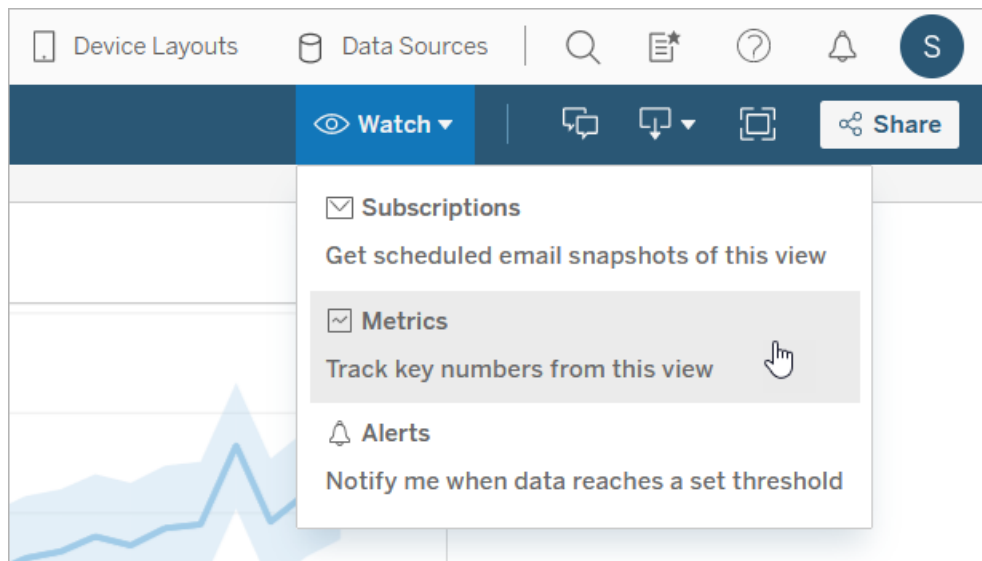 Device Layouts
Data Sources
S
Watch
Share
Subscriptions
Get scheduled email snapshots of this view
Metrics
Track key numbers from this view
Alerts
Notify me when data reaches a set threshold